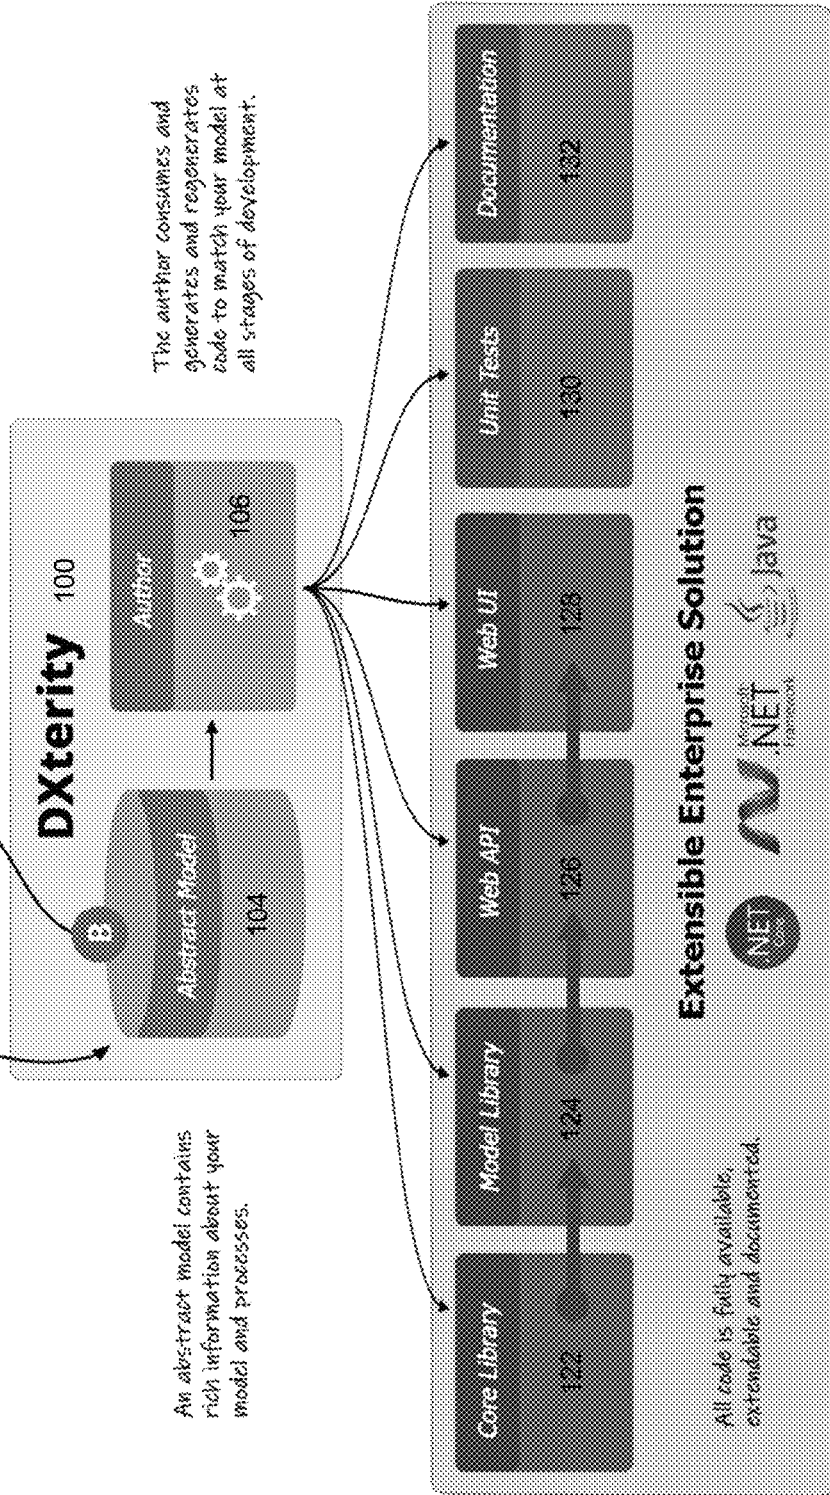 DXterity 100
B
Abstract Model
104
Author
106
An abstract model contains
rich information about your
model and processes.
The author consumes and
generates and regenerates
code to match your model at
all stages of development.
Core Library
122
Model Library
124
Web API
126
Web UI
128
Unit Tests
130
Documentation
132
Extensible Enterprise Solution
All code is fully available,
extendable and documented.
.NET
Core
Microsoft
.NET
Framework
Java